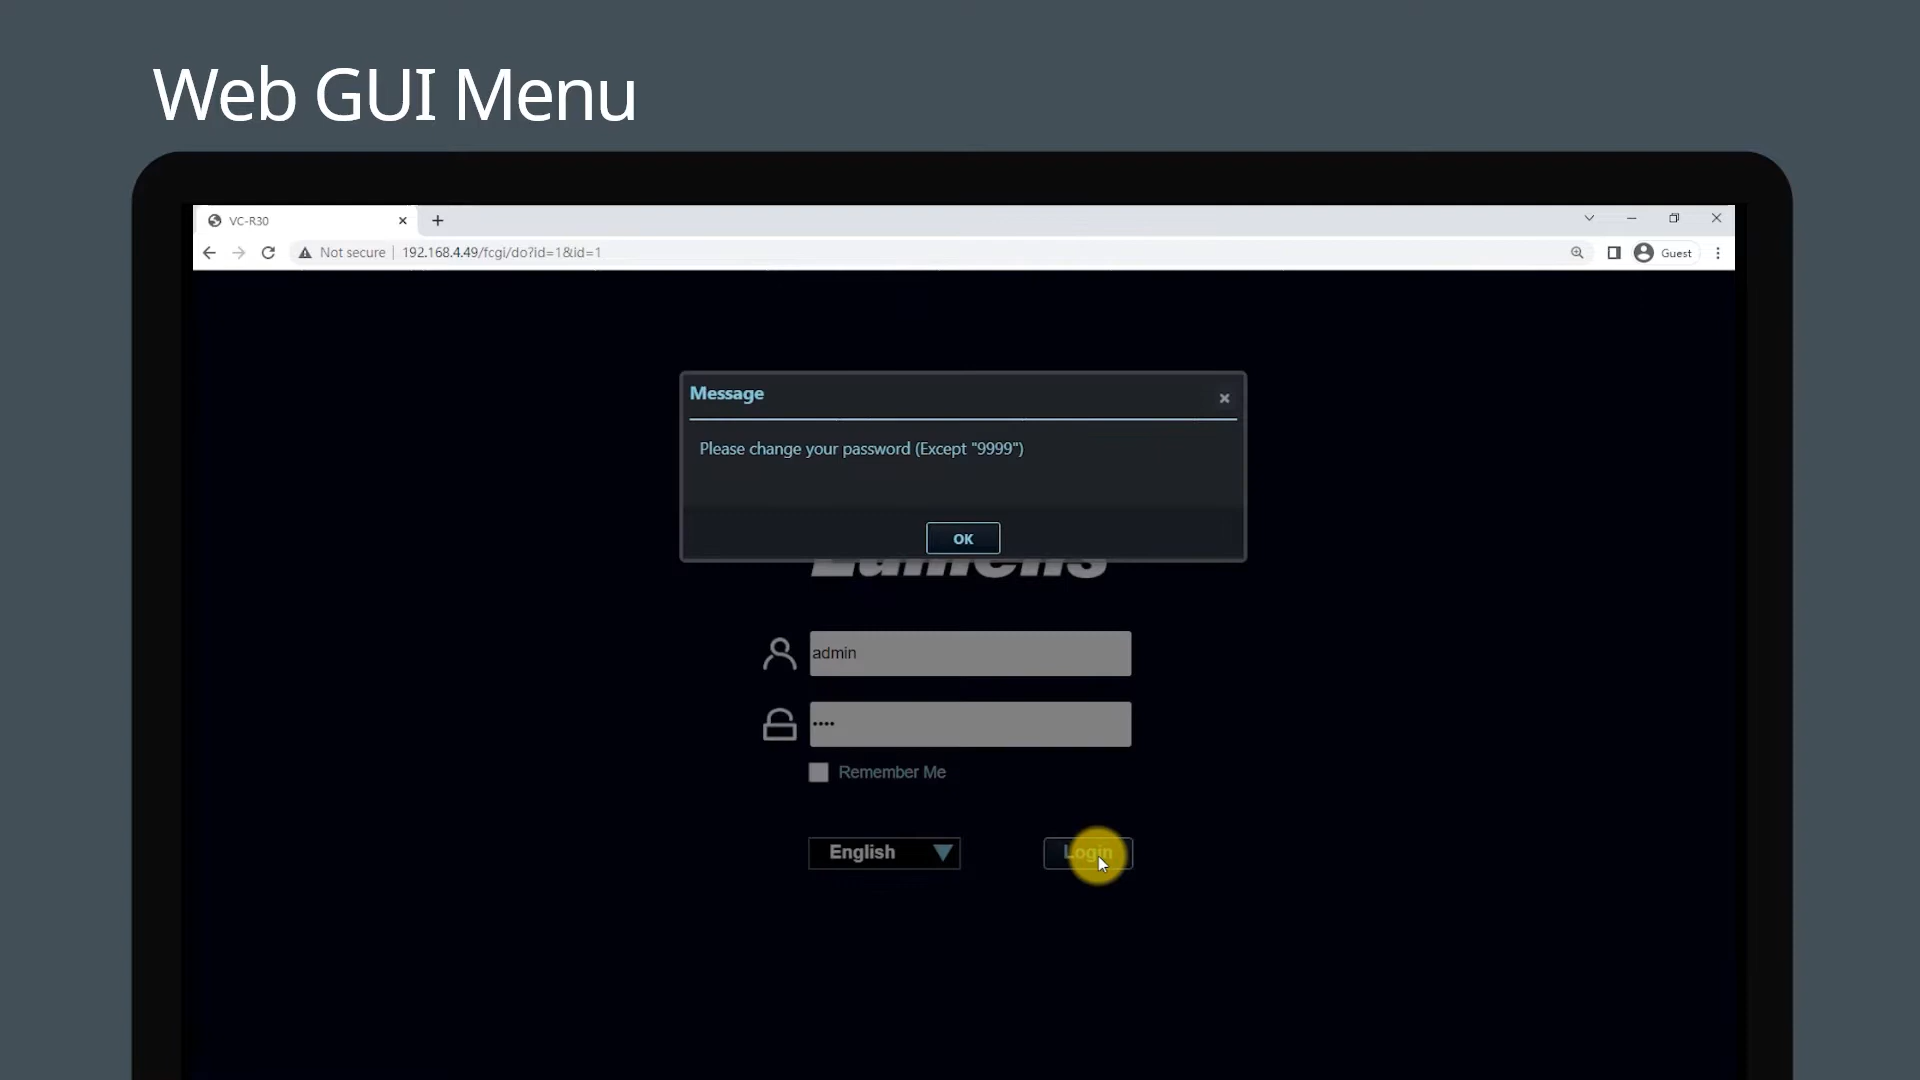 Web GUI Menu
VC-R30
Not secure
192.168.4.49/fcgi/do?id=1&id=1
Guest
Message
Please change your password (Except "9999")
OK
Lumens
admin
••••
Remember Me
English
Login